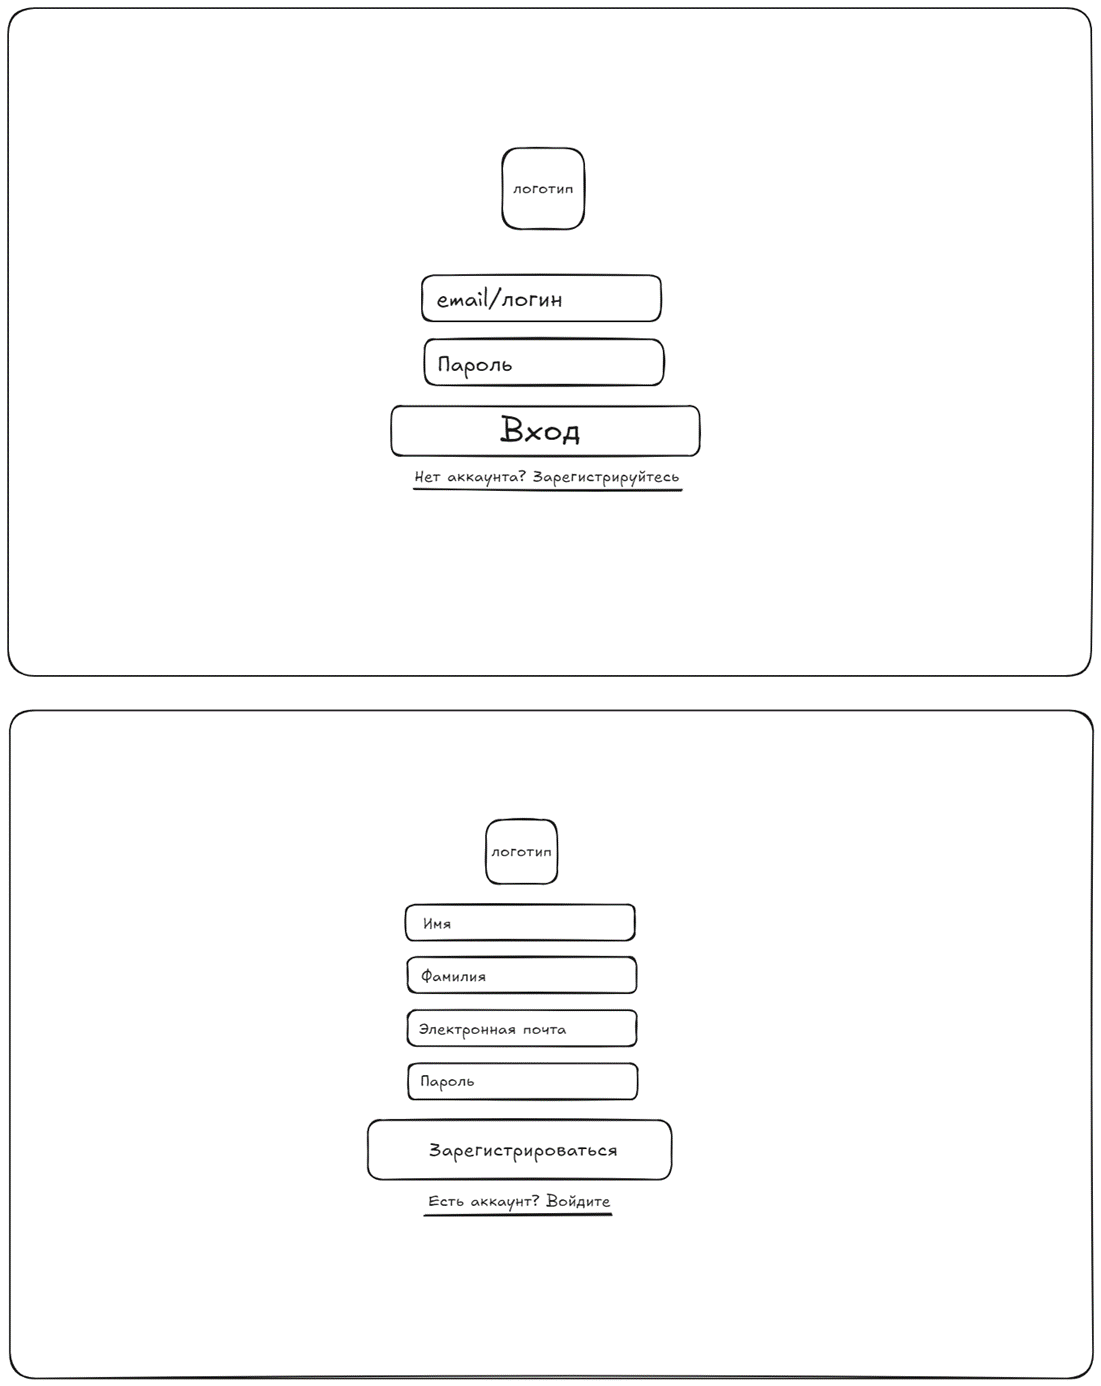 логотип
email/логин
Пароль
Вход
Нет аккаунта? Зарегистрируйтесь
логотип
Имя
Фамилия
Электронная почта
Пароль
Зарегистрироваться
Есть аккаунт? Войдите